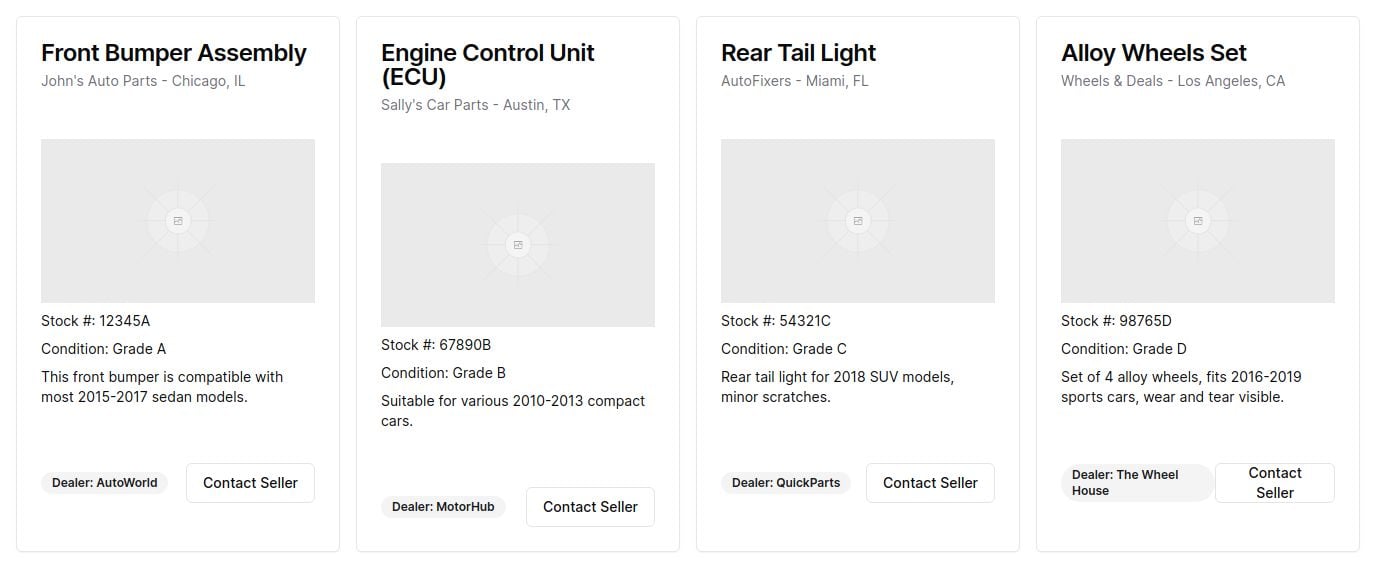 Front Bumper Assembly
John's Auto Parts - Chicago, IL
Stock #: 12345A
Condition: Grade A
This front bumper is compatible with
most 2015-2017 sedan models.
Dealer: AutoWorld
Contact Seller
Engine Control Unit
(ECU)
Sally's Car Parts - Austin, TX
Stock #: 67890B
Condition: Grade B
Suitable for various 2010-2013 compact
cars.
Dealer: MotorHub
Contact Seller
Rear Tail Light
AutoFixers - Miami, FL
Stock #: 54321C
Condition: Grade C
Rear tail light for 2018 SUV models,
minor scratches.
Dealer: QuickParts
Contact Seller
Alloy Wheels Set
Wheels & Deals - Los Angeles, CA
Stock #: 98765D
Condition: Grade D
Set of 4 alloy wheels, fits 2016-2019
sports cars, wear and tear visible.
Dealer: The Wheel
House
Contact
Seller